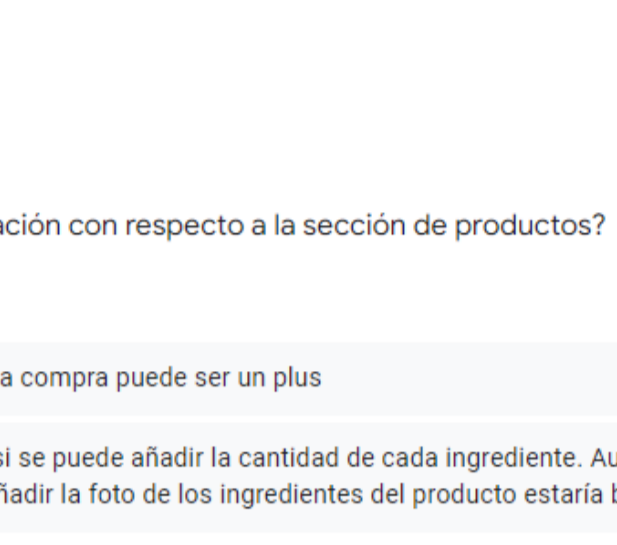 ación con respecto a la sección de productos?
a compra puede ser un plus
si se puede añadir la cantidad de cada ingrediente. Au
ñadir la foto de los ingredientes del producto estaría b